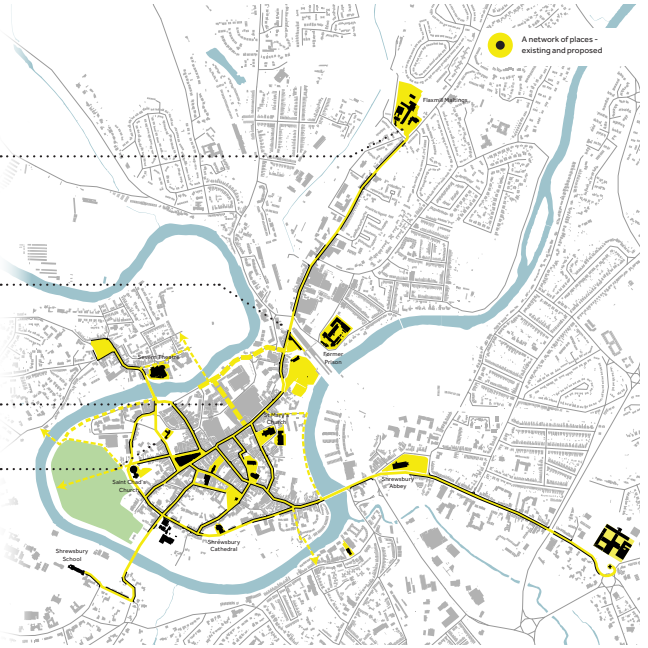 A network of places -
existing and proposed
Flaxmill Maltings
Former
Prison
Severn Theatre
St Mary's
Church
Saint Chad's
Church
Shrewsbury
Abbey
Shrewsbury
Cathedral
Shrewsbury
School